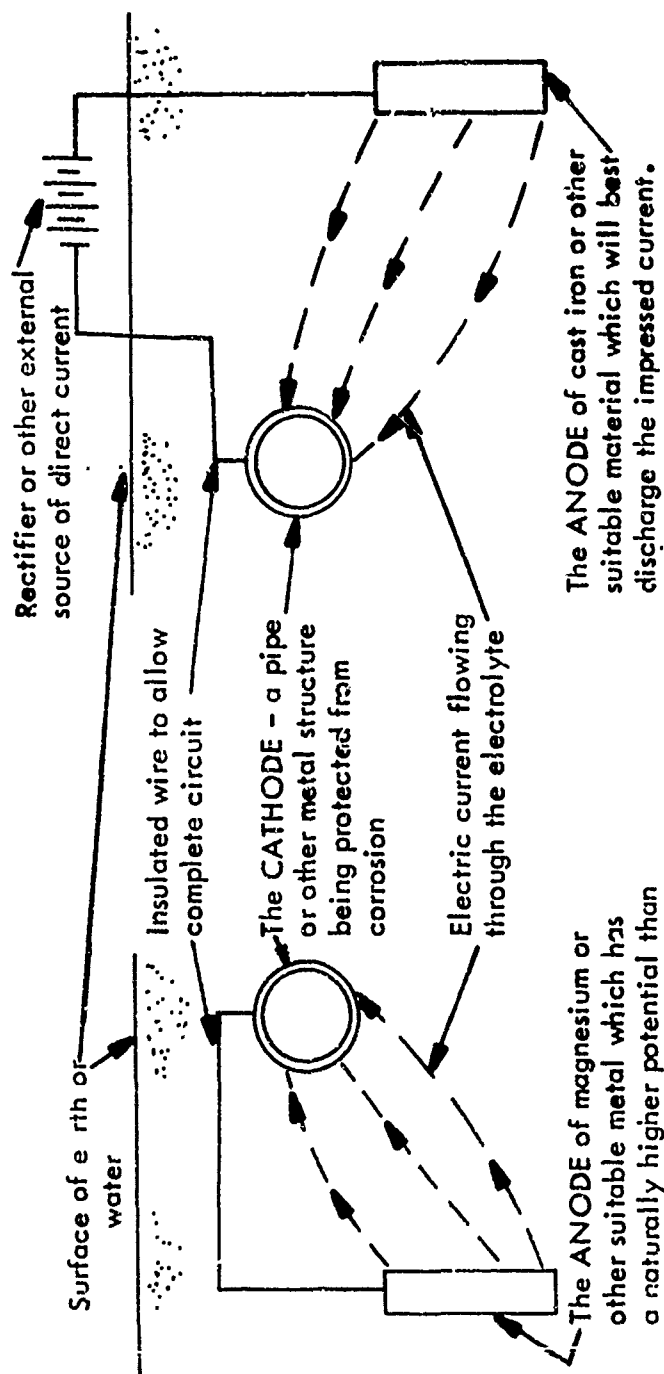 Rectifier or other external
source of direct current
Surface of e rth or
water
Insulated wire to allow
complete circuit
The CATHODE - a pipe
or other metal structure
being protected from
corrosion
Electric current flowing
through the electrolyte
The ANODE of magnesium or
other suitable metal which has
a naturally higher potential than
The ANODE of cast iron or other
suitable material which will best
discharge the impressed current.